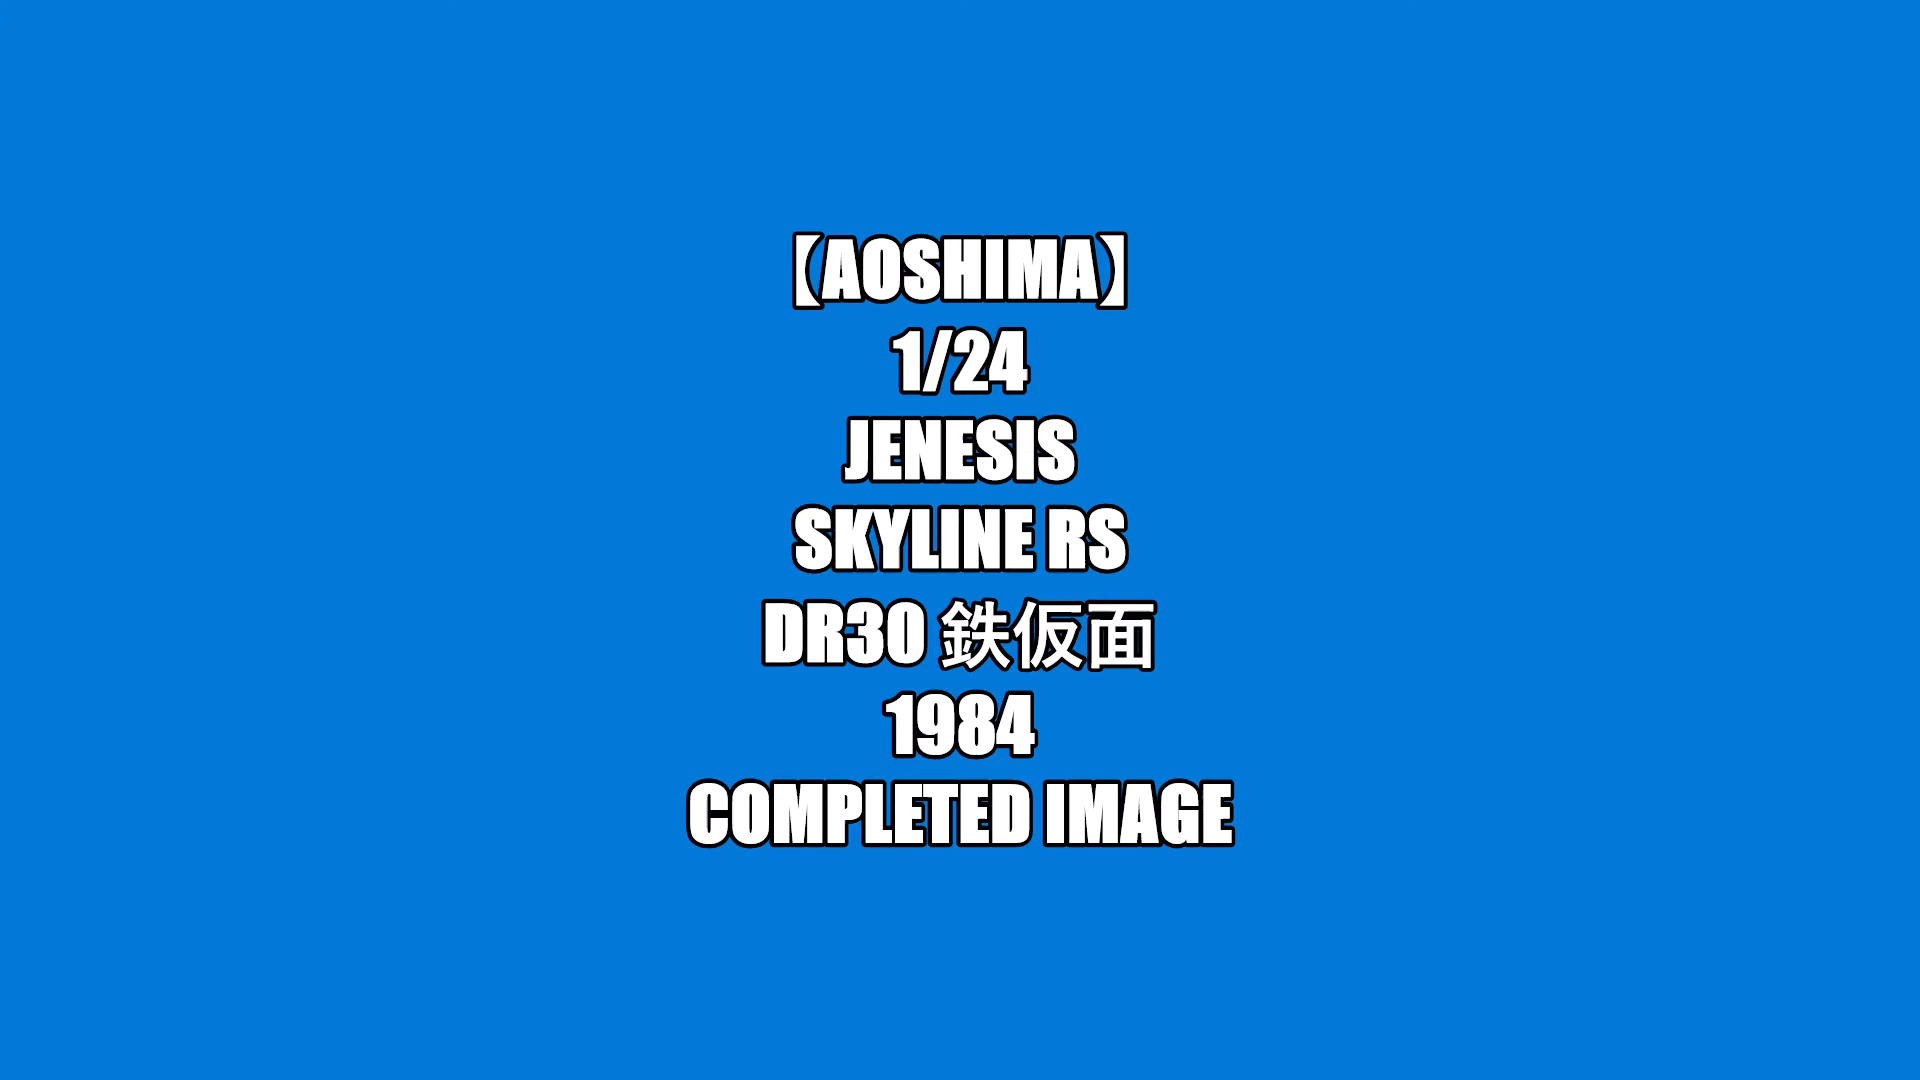 【AOSHIMA】
1/24
JENESIS
SKYLINE RS
DR30 鉄仮面
1984
COMPLETED IMAGE